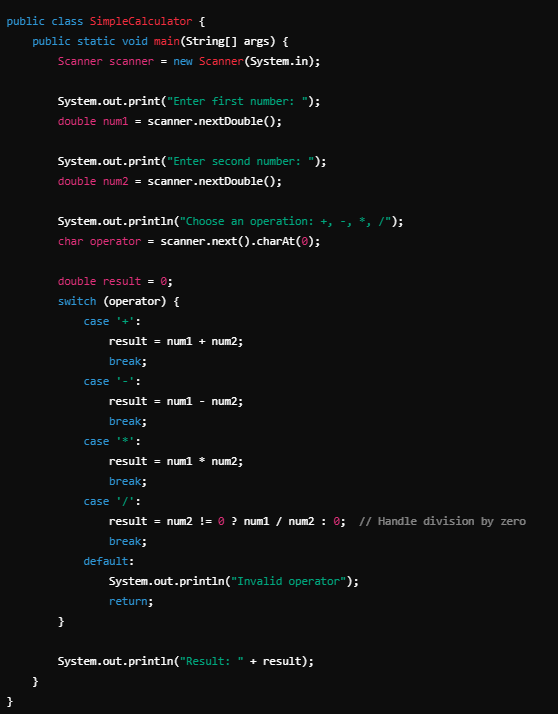 public class SimpleCalculator {
    public static void main(String[] args) {
        Scanner scanner = new Scanner(System.in);

        System.out.print("Enter first number: ");
        double num1 = scanner.nextDouble();

        System.out.print("Enter second number: ");
        double num2 = scanner.nextDouble();

        System.out.println("Choose an operation: +, -, *, /");
        char operator = scanner.next().charAt(0);

        double result = 0;
        switch (operator) {
            case '+':
                result = num1 + num2;
                break;
            case '-':
                result = num1 - num2;
                break;
            case '*':
                result = num1 * num2;
                break;
            case '/':
                result = num2 != 0 ? num1 / num2 : 0;  // Handle division by zero
                break;
            default:
                System.out.println("Invalid operator");
                return;
        }

        System.out.println("Result: " + result);
    }
}